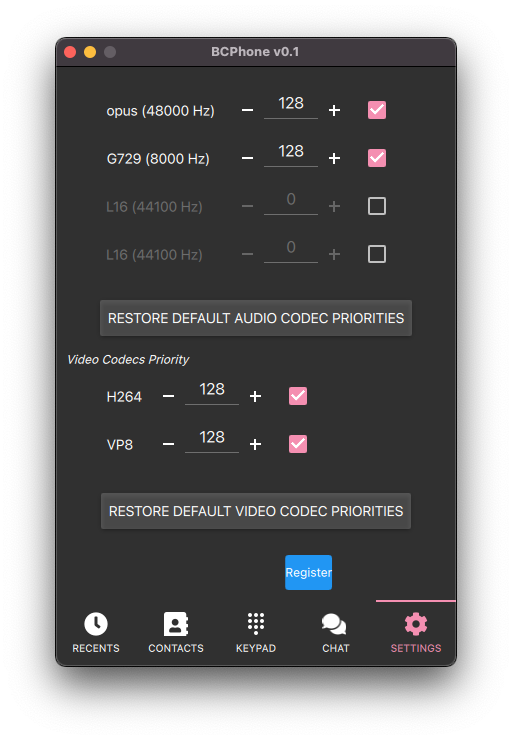 BCPhone v0.1
opus (48000 Hz) − 128 +
G729 (8000 Hz) − 128 +
L16 (44100 Hz) − 0 +
L16 (44100 Hz) − 0 +
RESTORE DEFAULT AUDIO CODEC PRIORITIES
Video Codecs Priority
H264 − 128 +
VP8 − 128 +
RESTORE DEFAULT VIDEO CODEC PRIORITIES
Register
RECENTS CONTACTS KEYPAD CHAT SETTINGS